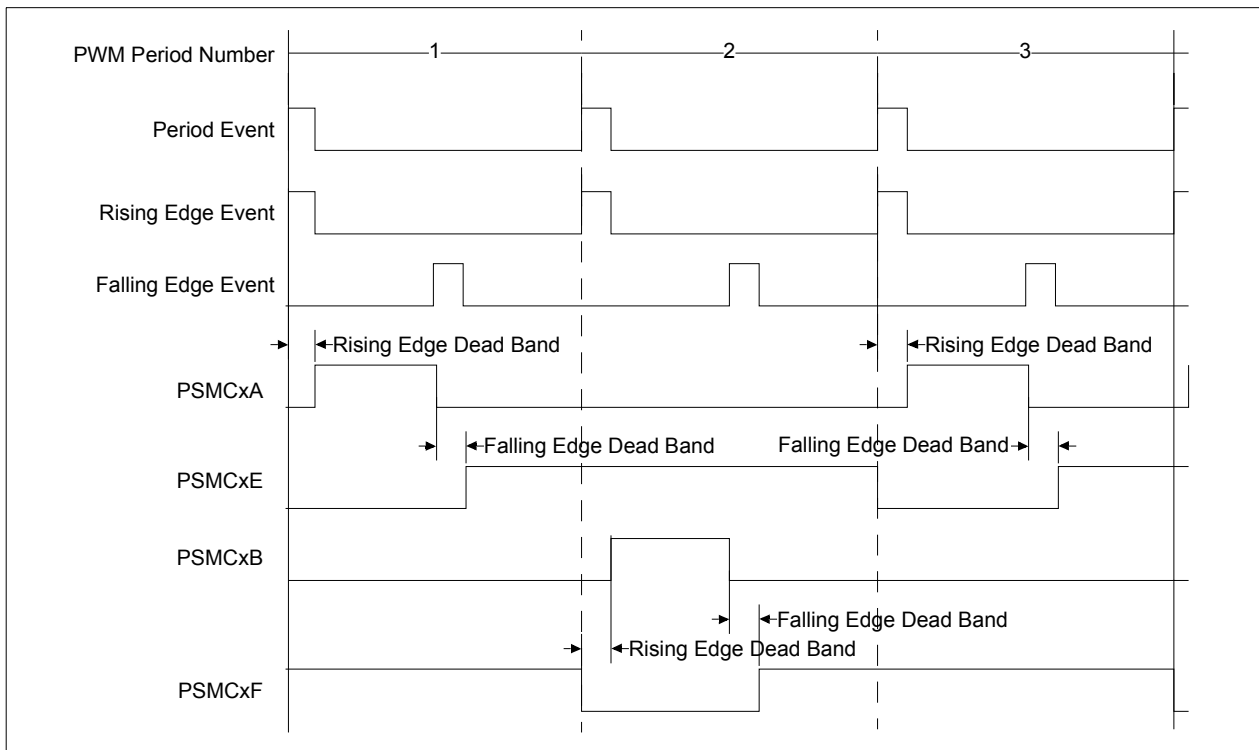 PWM Period Number
1
2
3
Period Event
Rising Edge Event
Falling Edge Event
Rising Edge Dead Band
Rising Edge Dead Band
PSMCxA
Falling Edge Dead Band
Falling Edge Dead Band
PSMCxE
PSMCxB
Falling Edge Dead Band
Rising Edge Dead Band
PSMCxF